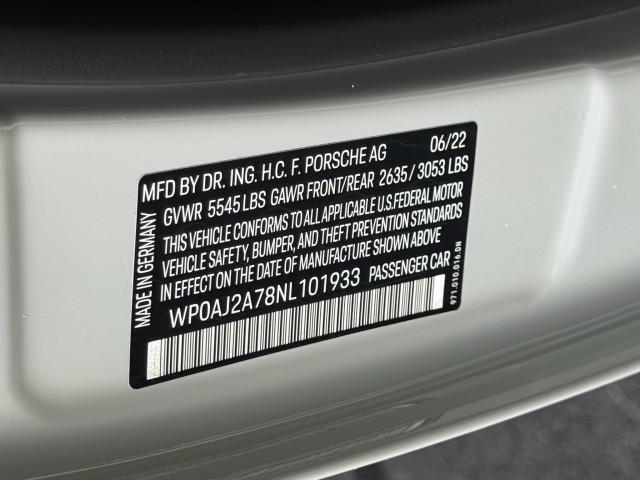 MFD BY DR. ING. H.C. F. PORSCHE AG 06/22
GVWR 5545 LBS GAWR FRONT/REAR 2635 / 3053 LBS
THIS VEHICLE CONFORMS TO ALL APPLICABLE U.S. FEDERAL MOTOR
VEHICLE SAFETY, BUMPER, AND THEFT PREVENTION STANDARDS
IN EFFECT ON THE DATE OF MANUFACTURE SHOWN ABOVE
WP0AJ2A78NL101933 PASSENGER CAR
MADE IN GERMANY
971.010.016.DN